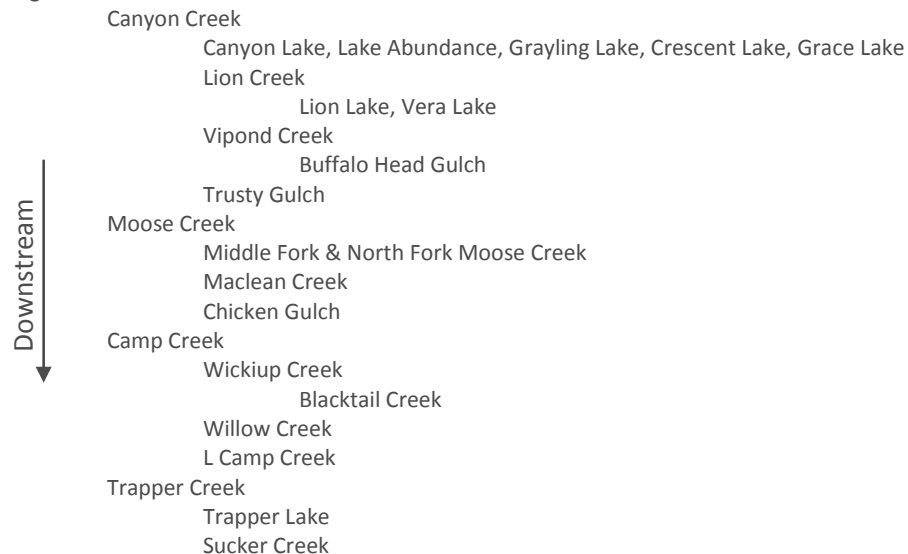 Canyon Creek
Canyon Lake, Lake Abundance, Grayling Lake, Crescent Lake, Grace Lake
Lion Creek
Lion Lake, Vera Lake
Vipond Creek
Buffalo Head Gulch
Trusty Gulch
Moose Creek
Middle Fork & North Fork Moose Creek
Maclean Creek
Chicken Gulch
Camp Creek
Wickiup Creek
Blacktail Creek
Willow Creek
L Camp Creek
Trapper Creek
Trapper Lake
Sucker Creek
Downstream